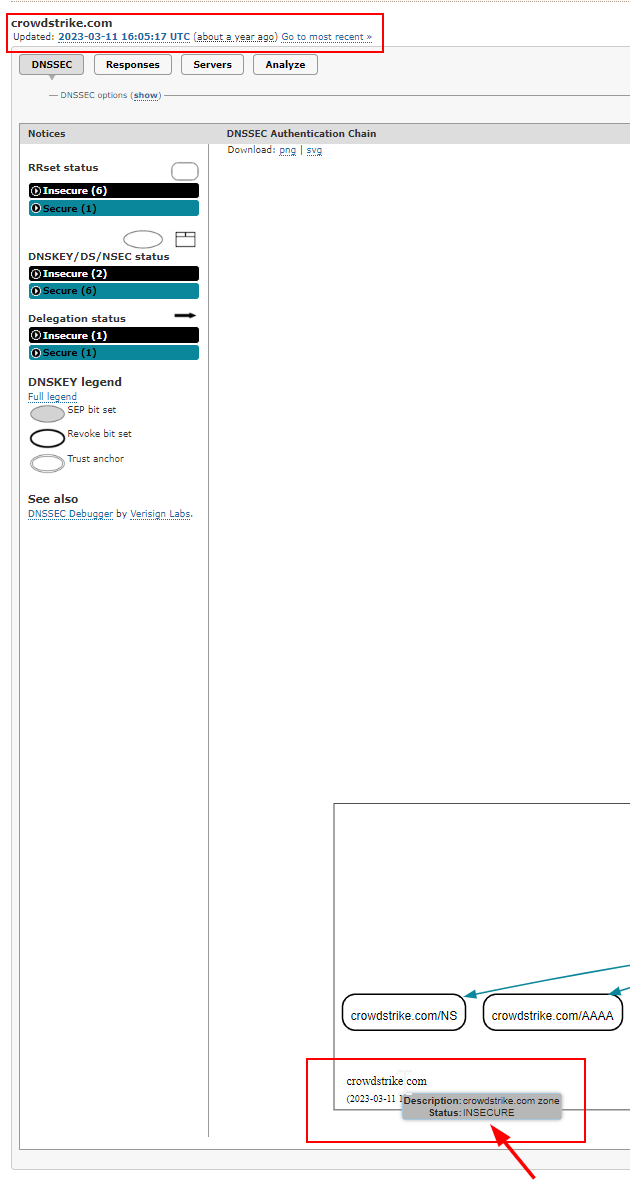 crowdstrike.com
Updated: 2023-03-11 16:05:17 UTC (about a year ago) Go to most recent »
DNSSEC Responses Servers Analyze
DNSSEC options (show)
Notices
RRset status
Insecure (6)
Secure (1)
DNSKEY/DS/NSEC status
Insecure (2)
Secure (6)
Delegation status
Insecure (1)
Secure (1)
DNSKEY legend
Full legend
SEP bit set
Revoke bit set
Trust anchor
See also
DNSSEC Debugger by Verisign Labs.
DNSSEC Authentication Chain
Download: png | svg
crowdstrike.com/NS crowdstrike.com/AAAA
crowdstrike com
(2023-03-11
Description: crowdstrike.com zone
Status: INSECURE